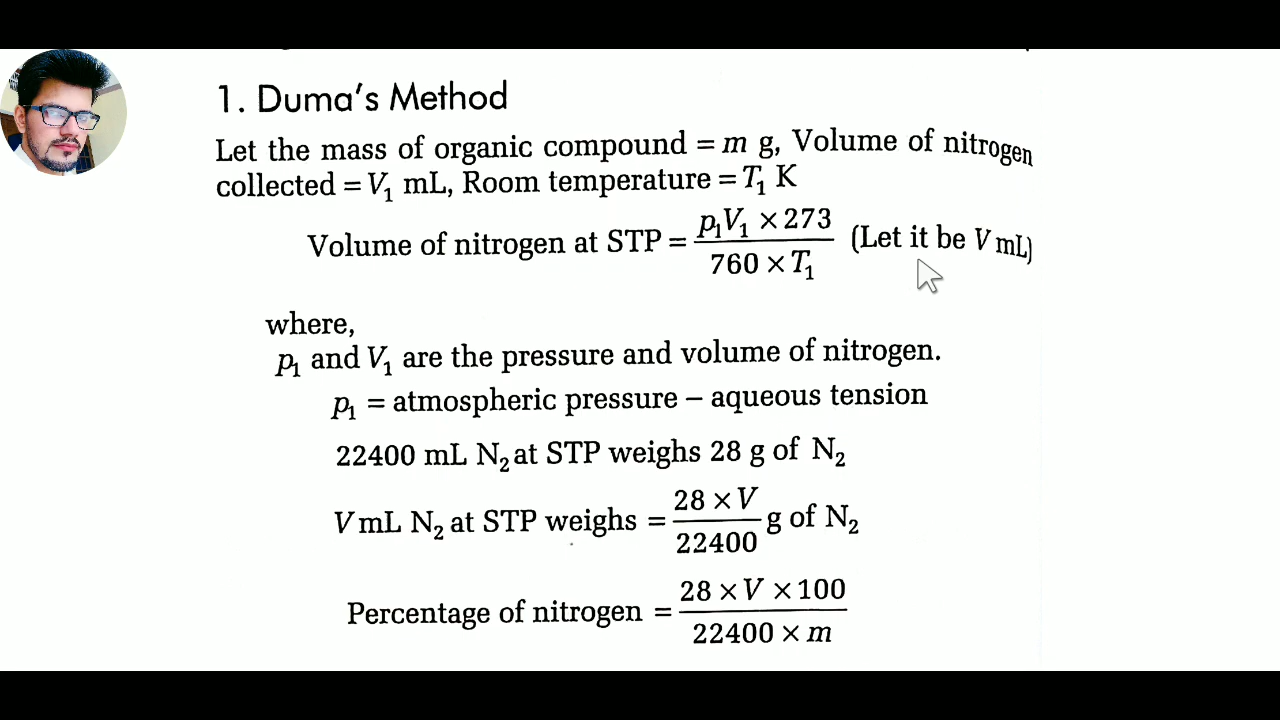 1. Duma's Method
Let the mass of organic compound = m g, Volume of nitrogen
collected = V₁ mL, Room temperature = T₁ K
Volume of nitrogen at STP = p₁V₁ × 273 / 760 × T₁ (Let it be V mL)
where,
p₁ and V₁ are the pressure and volume of nitrogen.
p₁ = atmospheric pressure – aqueous tension
22400 mL N₂ at STP weighs 28 g of N₂
V mL N₂ at STP weighs = 28 × V / 22400 g of N₂
Percentage of nitrogen = 28 × V × 100 / 22400 × m